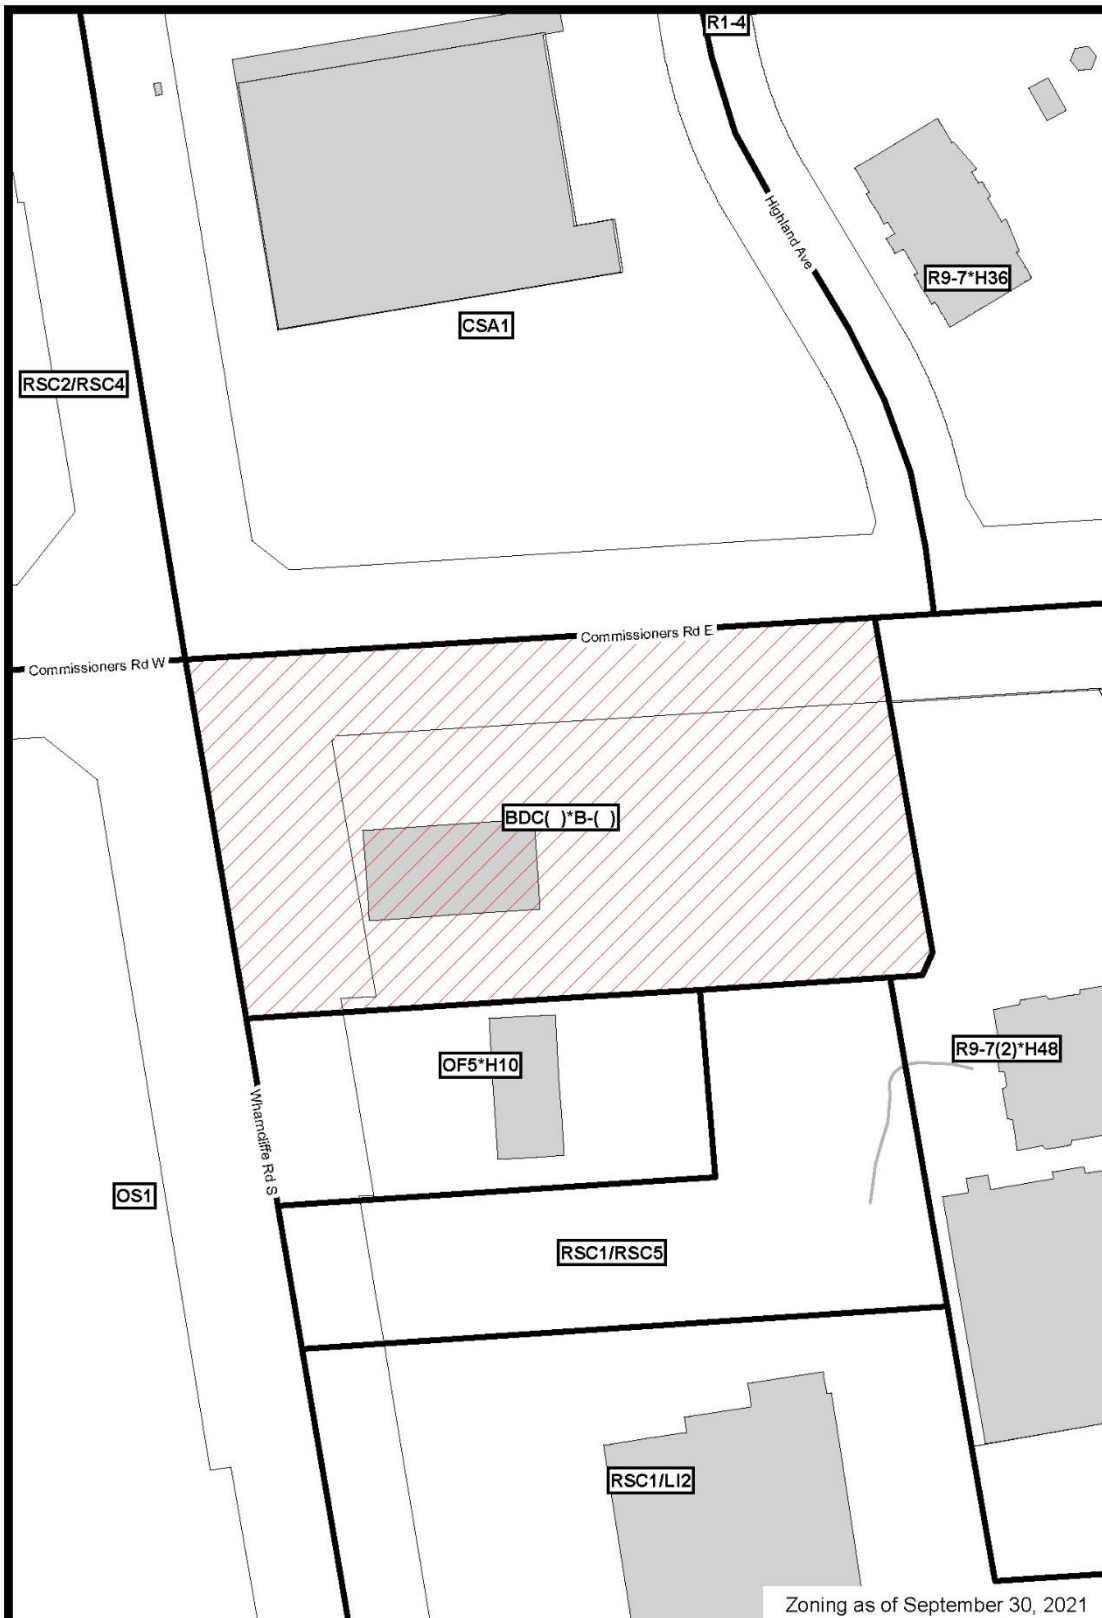 R1-4
Highland Ave
R9-7*H36
CSA1
RSC2/RSC4
Commissioners Rd E
Commissioners Rd W
BDC( )*B-( )
R9-7(2)*H48
OF5*H10
Wharncliffe Rd S
OS1
RSC1/RSC5
RSC1/LI2
Zoning as of September 30, 2021